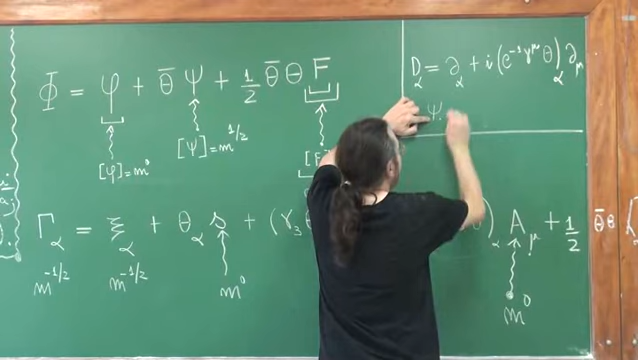 Φ = φ + θ̄ ψ + 1/2 θ̄ θ F
[φ] = m⁰
[ψ] = m^{1/2}
[F
D_α = ∂_α + i(e^{-1} γ^μ θ)_α ∂_μ
ψ
Γ_α = ξ_α + θ_α s + (γ₃ )_α A_μ + 1/2 θ̄θ
m^{-1/2} m^{-1/2} m⁰ m⁰